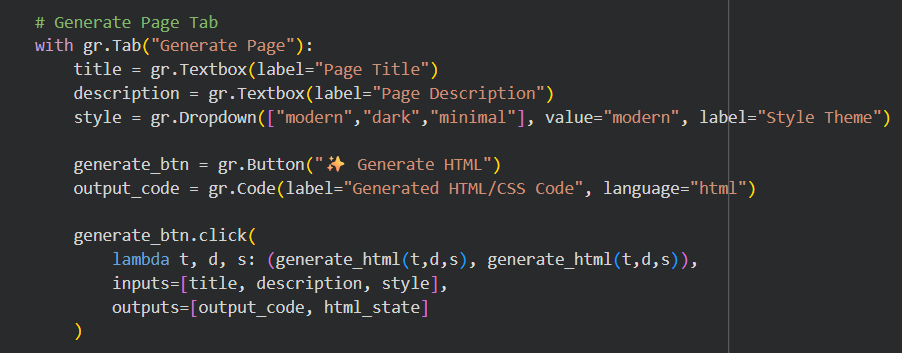 # Generate Page Tab
with gr.Tab("Generate Page"):
    title = gr.Textbox(label="Page Title")
    description = gr.Textbox(label="Page Description")
    style = gr.Dropdown(["modern","dark","minimal"], value="modern", label="Style Theme")

    generate_btn = gr.Button("✨ Generate HTML")
    output_code = gr.Code(label="Generated HTML/CSS Code", language="html")

    generate_btn.click(
        lambda t, d, s: (generate_html(t,d,s), generate_html(t,d,s)),
        inputs=[title, description, style],
        outputs=[output_code, html_state]
    )